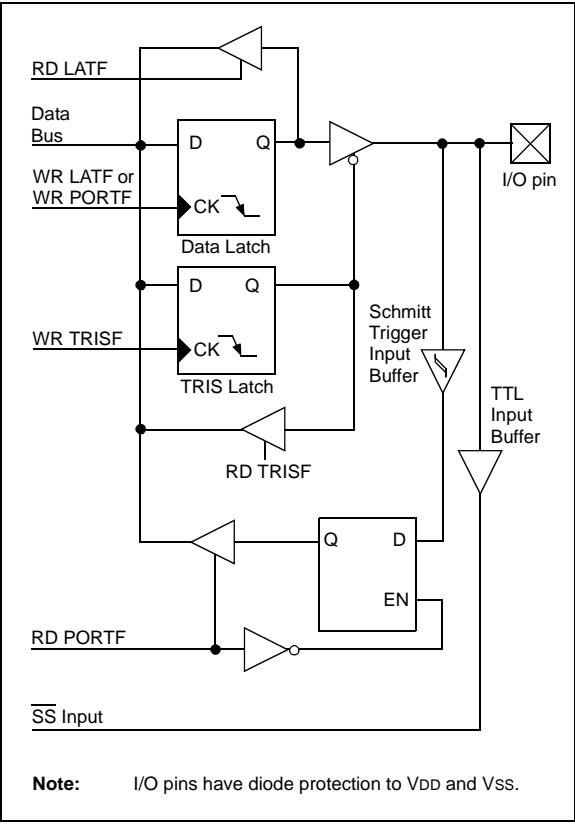 RD LATF
Data
Bus
D Q
I/O pin
WR LATF or
WR PORTF
CK
Data Latch
D Q
Schmitt
Trigger
Input
Buffer
WR TRISF
CK
TRIS Latch
TTL
Input
Buffer
RD TRISF
Q D
EN
RD PORTF
SS Input
Note: I/O pins have diode protection to VDD and VSS.